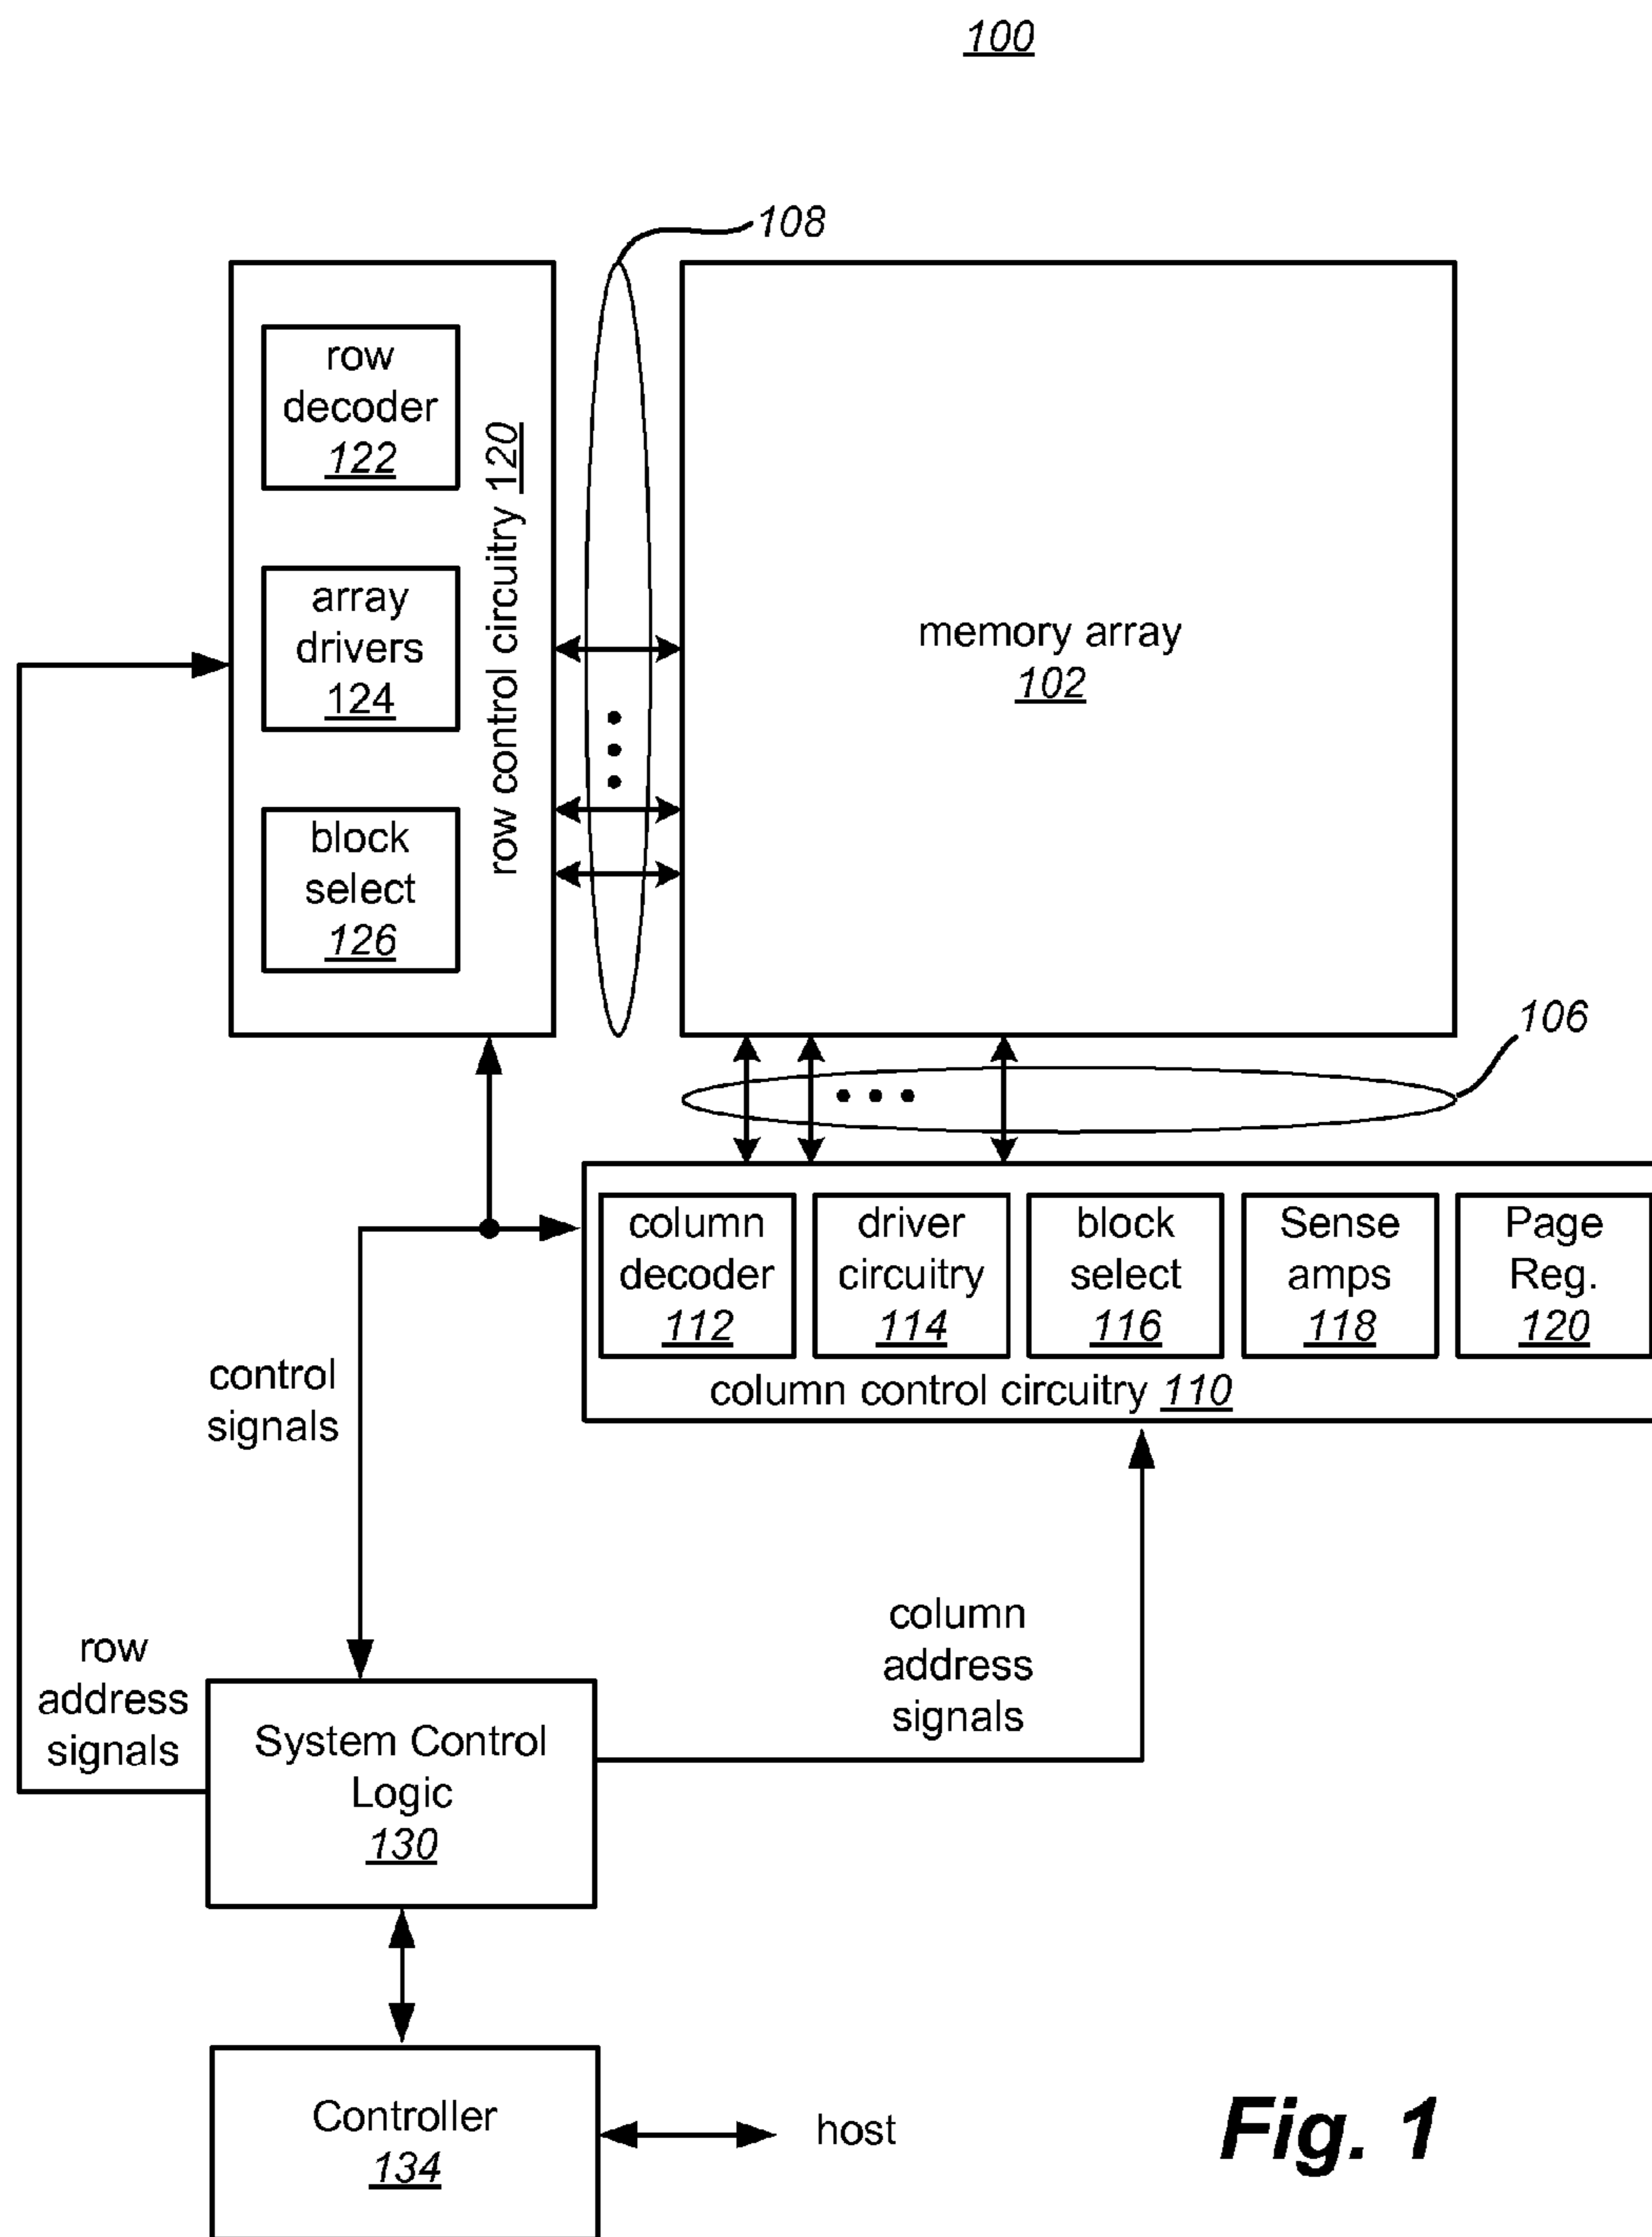 100
108
row
decoder
122
array
drivers
124
block
select
126
row control circuitry 120
memory array
102
106
column
decoder
112
driver
circuitry
114
block
select
116
Sense
amps
118
Page
Reg.
120
column control circuitry 110
control
signals
row
address
signals
column
address
signals
System Control
Logic
130
Controller
134
host
Fig. 1